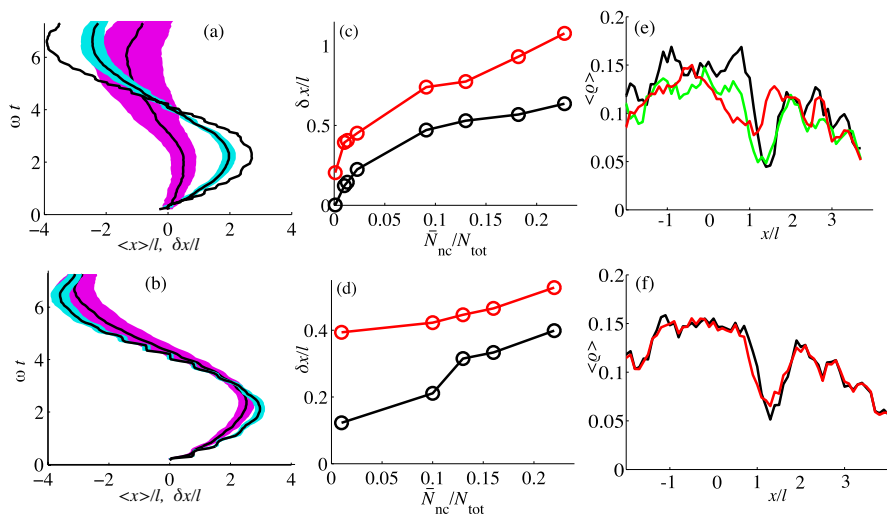 (a)
6
4
2
0
ω t
−4 −2 0 2 4
<x>/l, δx/l
(c)
1
0.5
0
δ x/l
0 0.05 0.1 0.15 0.2
N̄nc/Ntot
(e)
0.2
0.15
0.1
0.05
0
<ϱ>
-1 0 1 2 3
x/l
(b)
6
4
2
0
ω t
−4 −2 0 2 4
<x>/l, δx/l
(d)
0.4
0.2
0
δx/l
0 0.05 0.1 0.15 0.2
N̄nc/Ntot
(f)
0.2
0.15
0.1
0.05
0
<ϱ>
-1 0 1 2 3
x/l